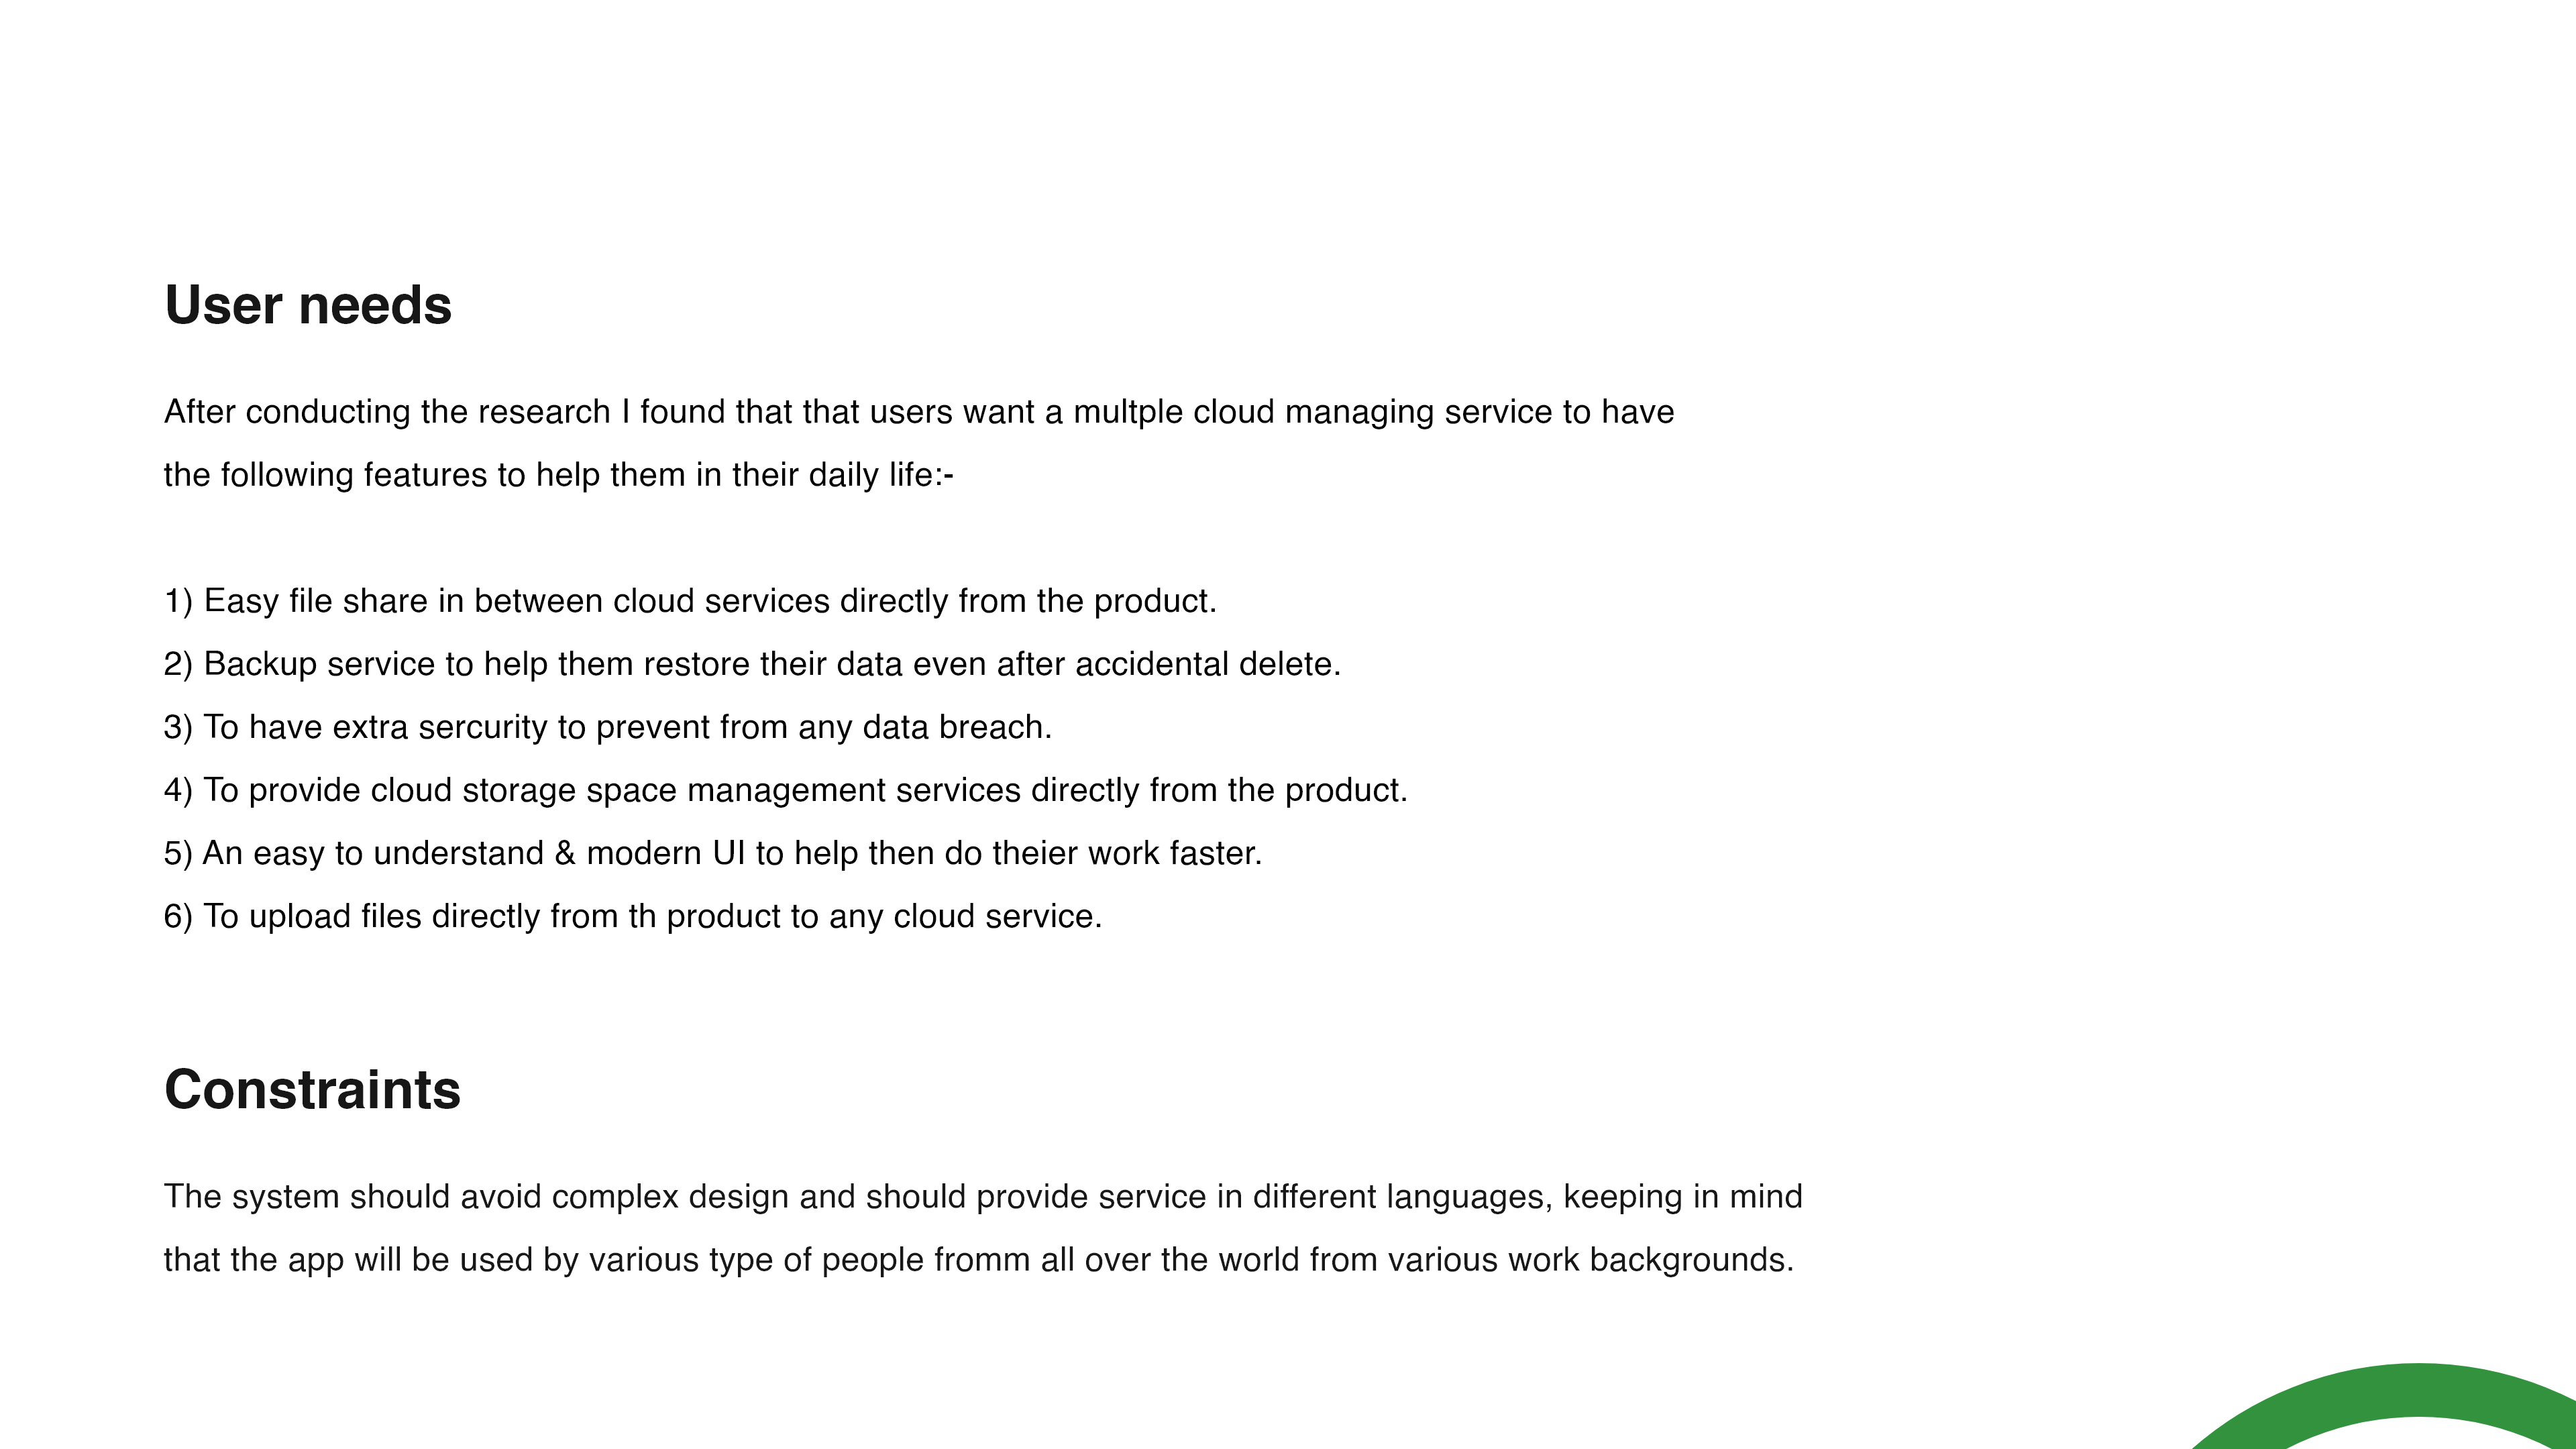 User needs
After conducting the research I found that that users want a multple cloud managing service to have
the following features to help them in their daily life:-
1) Easy file share in between cloud services directly from the product.
2) Backup service to help them restore their data even after accidental delete.
3) To have extra sercurity to prevent from any data breach.
4) To provide cloud storage space management services directly from the product.
5) An easy to understand & modern UI to help then do theier work faster.
6) To upload files directly from th product to any cloud service.
Constraints
The system should avoid complex design and should provide service in different languages, keeping in mind
that the app will be used by various type of people fromm all over the world from various work backgrounds.